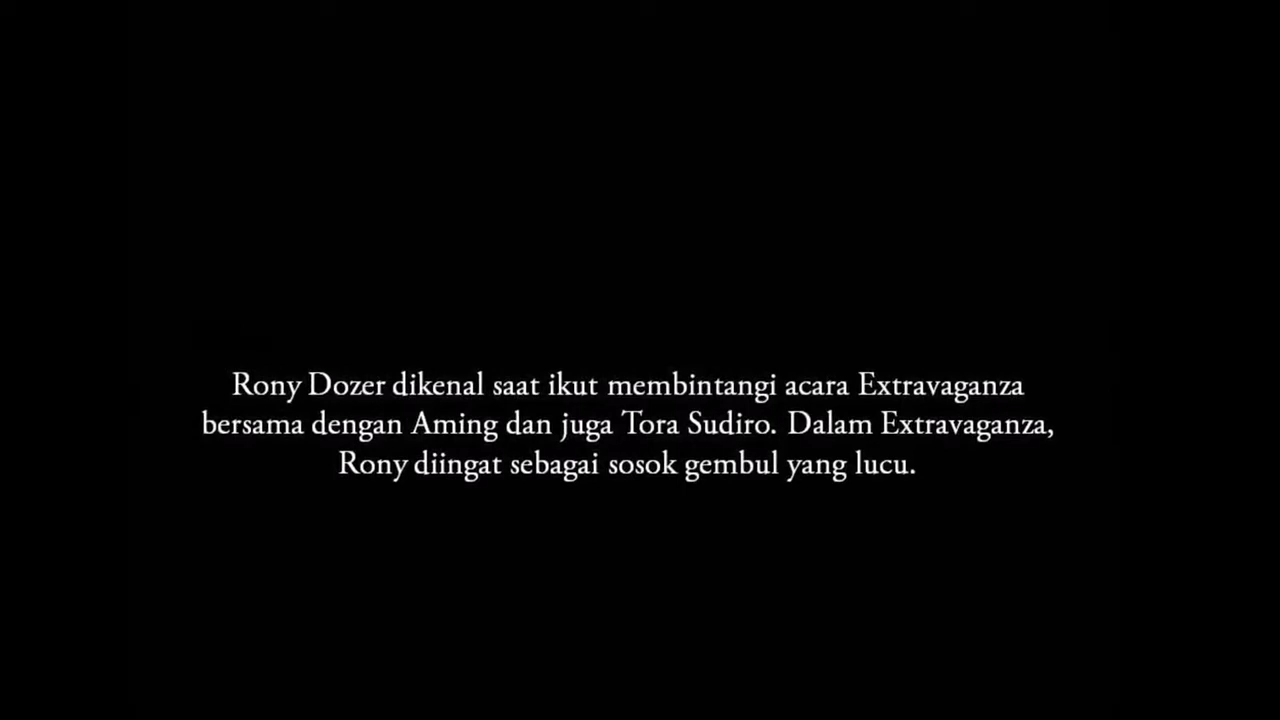 Rony Dozer dikenal saat ikut membintangi acara Extravaganza
bersama dengan Aming dan juga Tora Sudiro. Dalam Extravaganza,
Rony diingat sebagai sosok gembul yang lucu.